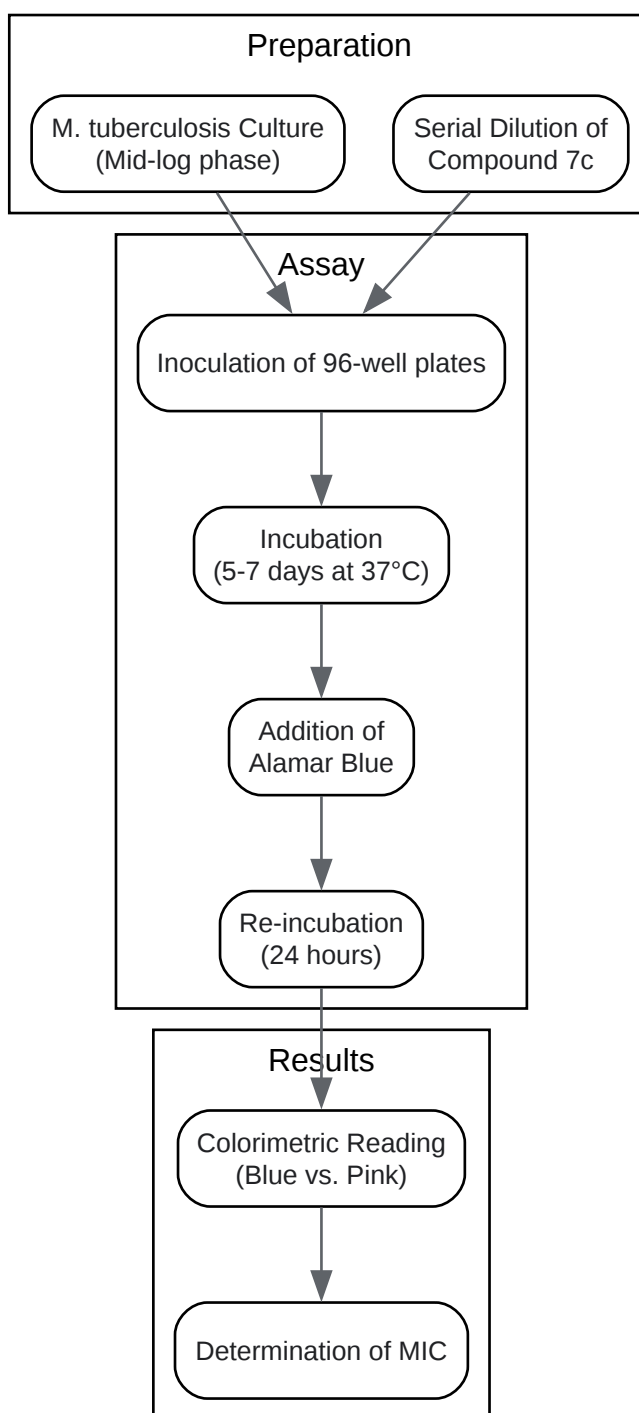 Preparation
M. tuberculosis Culture
(Mid-log phase)
Serial Dilution of
Compound 7c
Assay
Inoculation of 96-well plates
Incubation
(5-7 days at 37°C)
Addition of
Alamar Blue
Re-incubation
(24 hours)
Results
Colorimetric Reading
(Blue vs. Pink)
Determination of MIC